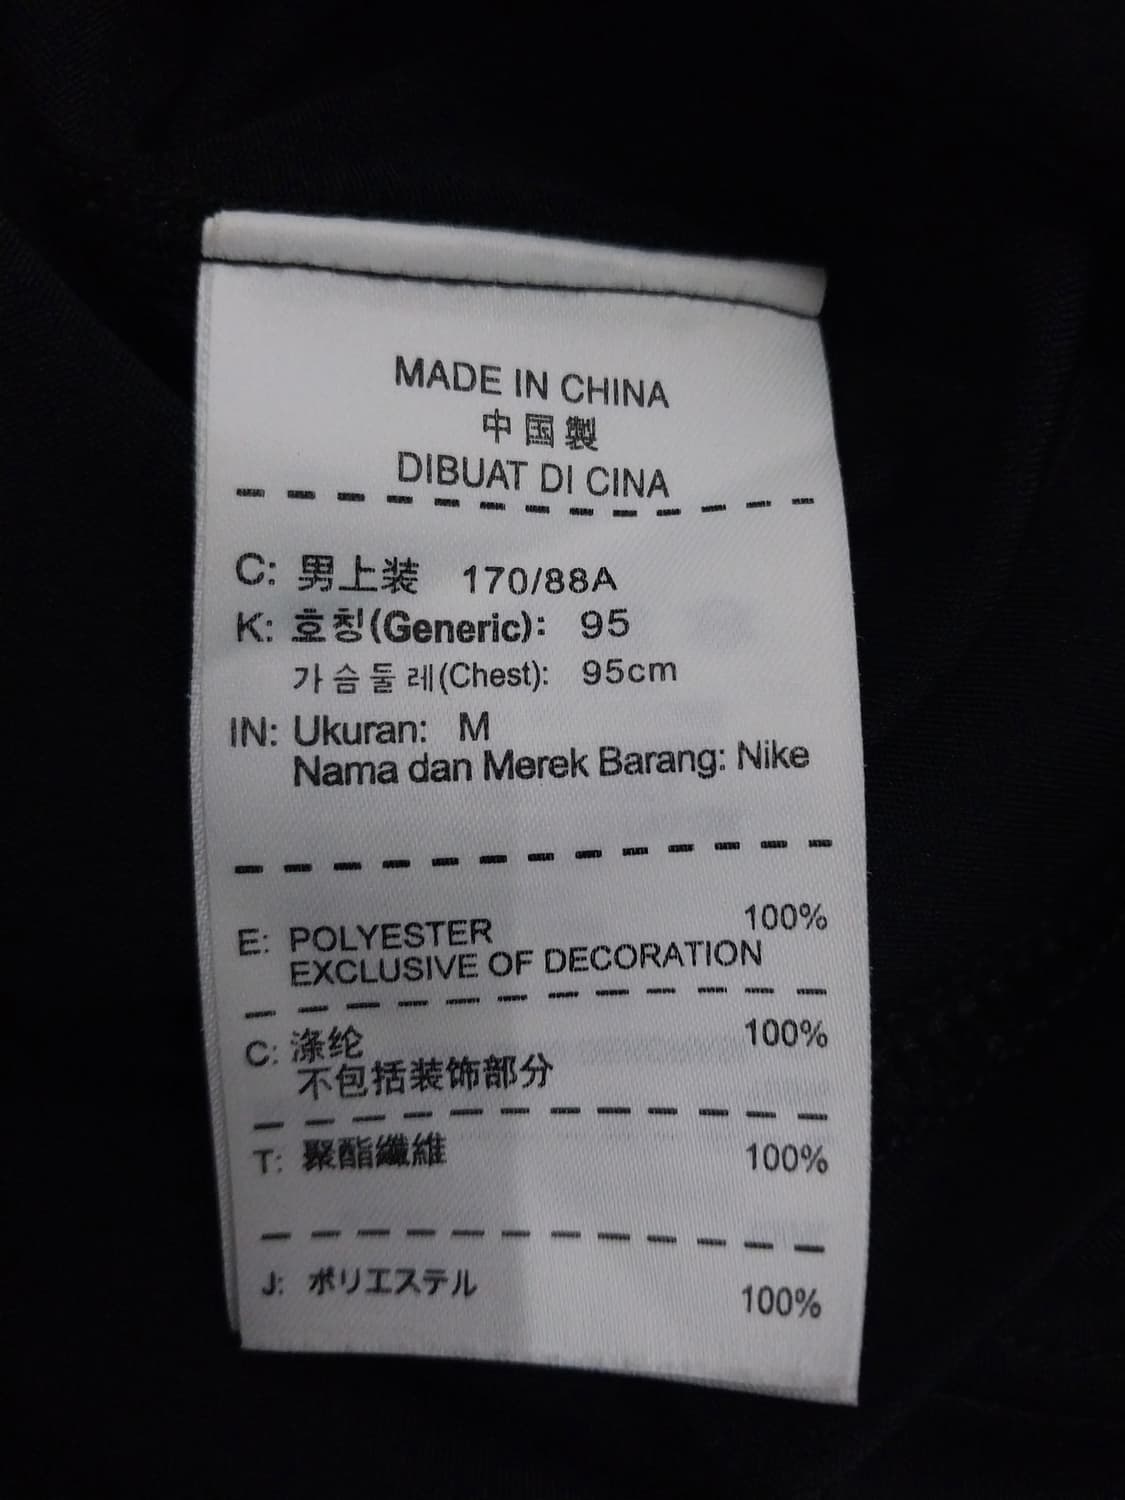 MADE IN CHINA
中国製
DIBUAT DI CINA
C: 男上装 170/88A
K: 호칭(Generic): 95
가슴둘레(Chest): 95cm
IN: Ukuran: M
Nama dan Merek Barang: Nike
E: POLYESTER 100%
EXCLUSIVE OF DECORATION
C: 涤纶 100%
不包括装饰部分
T: 聚酯纖維 100%
J: ポリエステル 100%